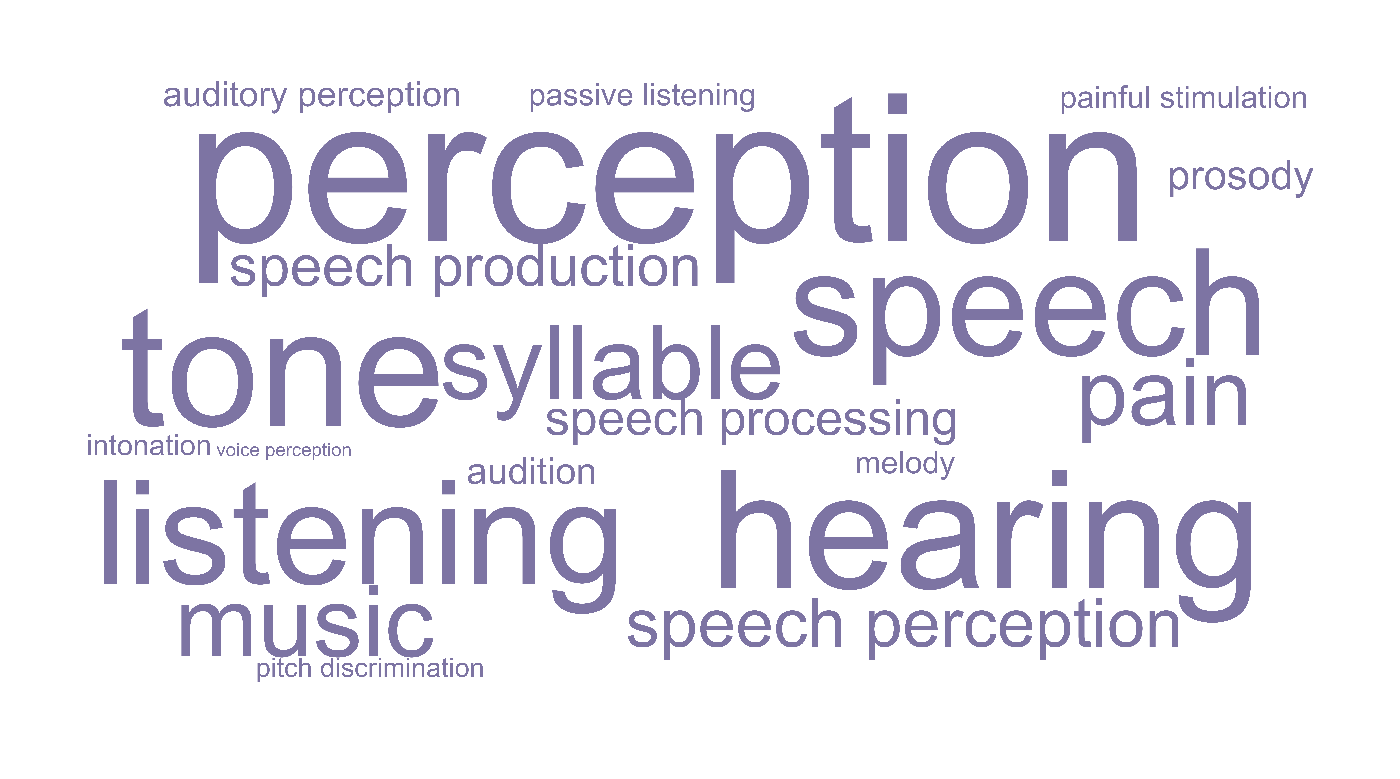 auditory perception
passive listening
painful stimulation
perception
prosody
speech production
speech
tone
syllable
pain
speech processing
intonation
voice perception
audition
melody
listening
hearing
music
speech perception
pitch discrimination